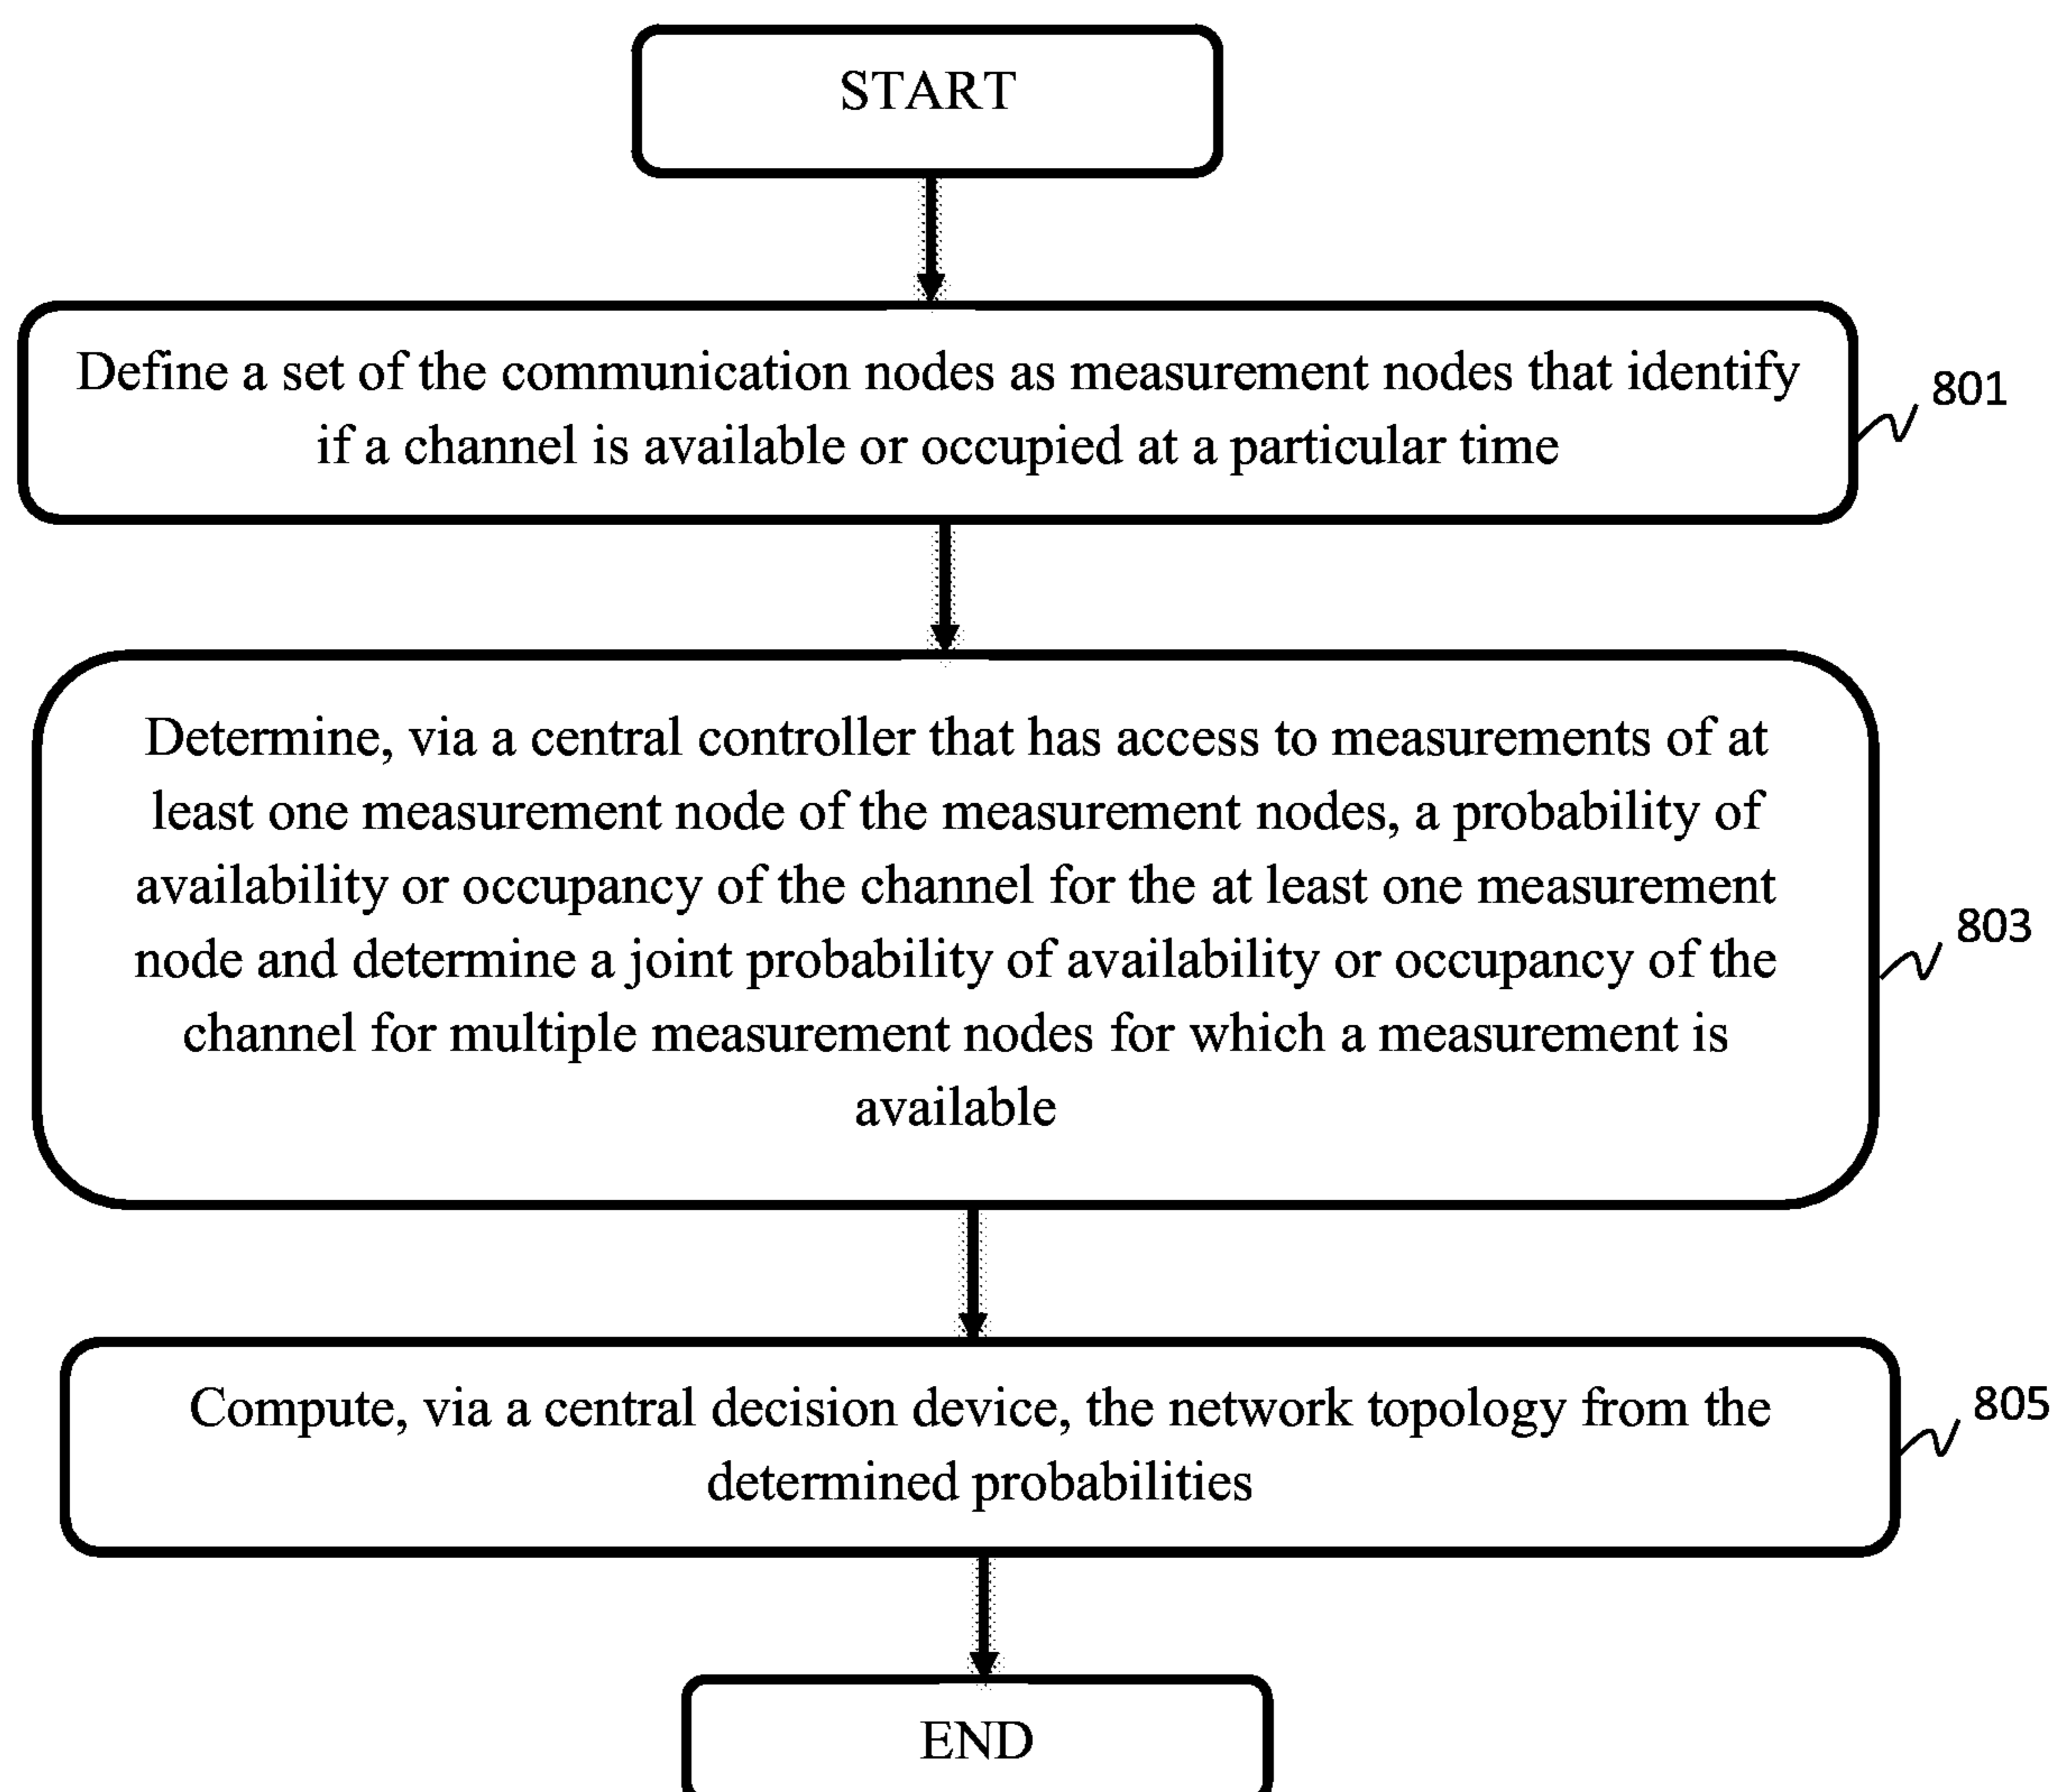 START
Define a set of the communication nodes as measurement nodes that identify
if a channel is available or occupied at a particular time
801
Determine, via a central controller that has access to measurements of at
least one measurement node of the measurement nodes, a probability of
availability or occupancy of the channel for the at least one measurement
node and determine a joint probability of availability or occupancy of the
channel for multiple measurement nodes for which a measurement is
available
803
Compute, via a central decision device, the network topology from the
determined probabilities
805
END